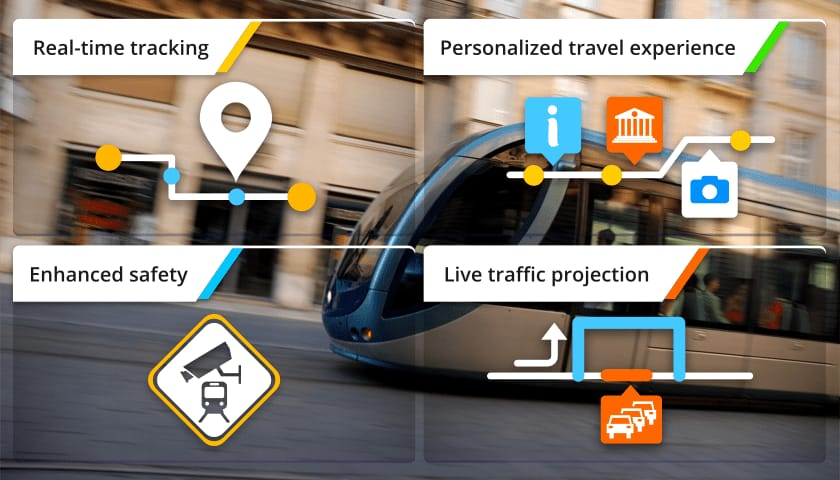 Real-time tracking
Personalized travel experience
Enhanced safety
Live traffic projection